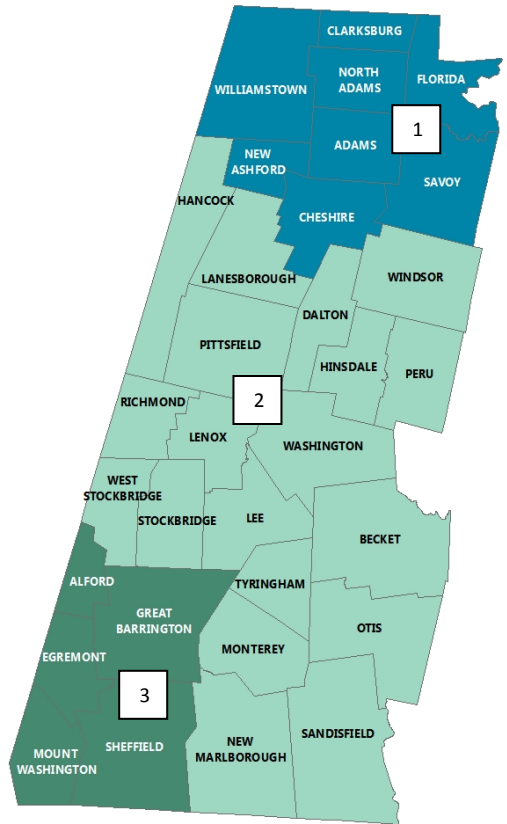 CLARKSBURG
NORTH
ADAMS
FLORIDA
WILLIAMSTOWN
1
ADAMS
NEW
ASHFORD
SAVOY
HANCOCK
CHESHIRE
LANESBOROUGH
WINDSOR
DALTON
PITTSFIELD
HINSDALE
PERU
RICHMOND
2
LENOX
WASHINGTON
WEST
STOCKBRIDGE
STOCKBRIDGE
LEE
BECKET
ALFORD
TYRINGHAM
GREAT
BARRINGTON
OTIS
EGREMONT
MONTEREY
3
SHEFFIELD
NEW
MARLBOROUGH
SANDISFIELD
MOUNT
WASHINGTON